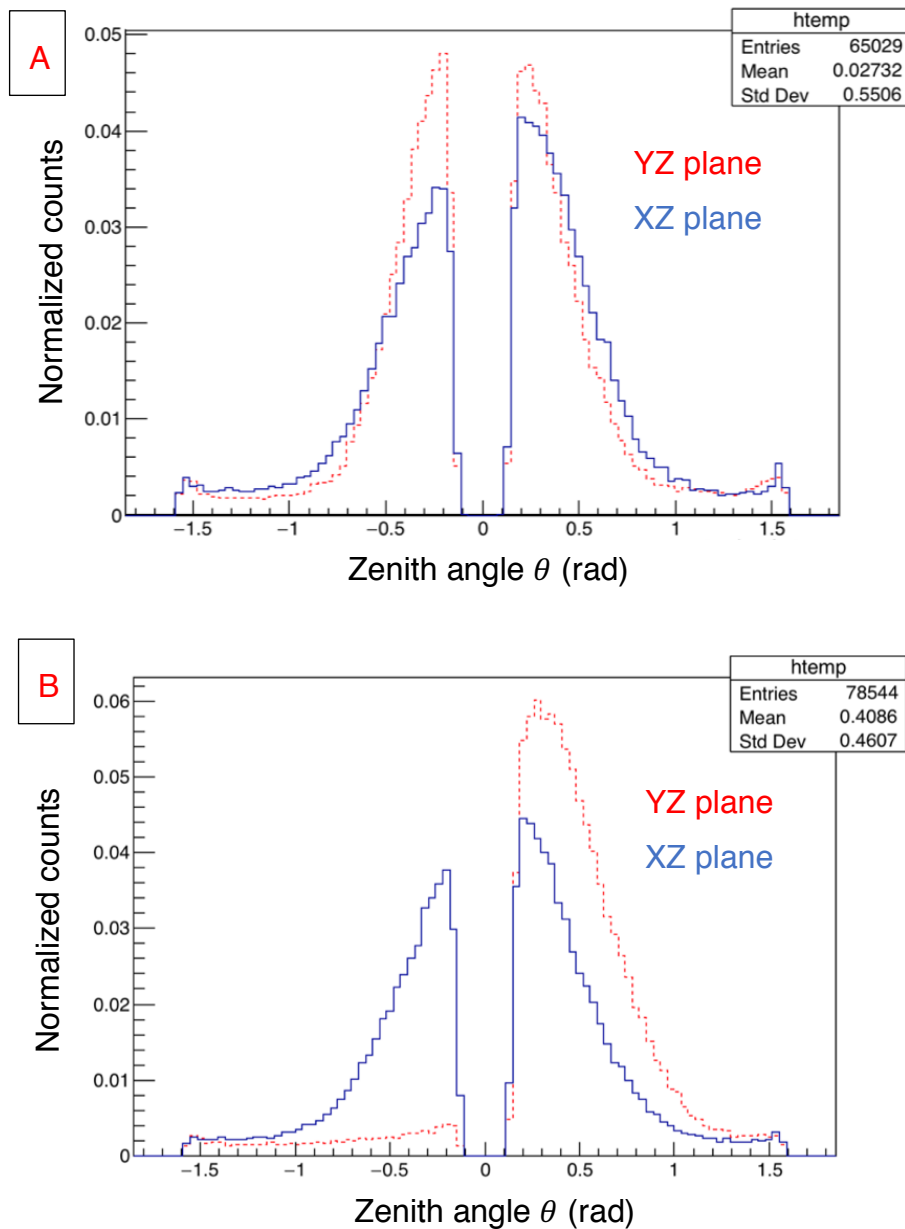 A
htemp
Entries 65029
Mean 0.02732
Std Dev 0.5506
0.05
0.04
0.03
0.02
0.01
0
YZ plane
XZ plane
Normalized counts
−1.5 −1 −0.5 0 0.5 1 1.5
Zenith angle θ (rad)
B
htemp
Entries 78544
Mean 0.4086
Std Dev 0.4607
0.06
0.05
0.04
0.03
0.02
0.01
0
YZ plane
XZ plane
Normalized counts
−1.5 −1 −0.5 0 0.5 1 1.5
Zenith angle θ (rad)